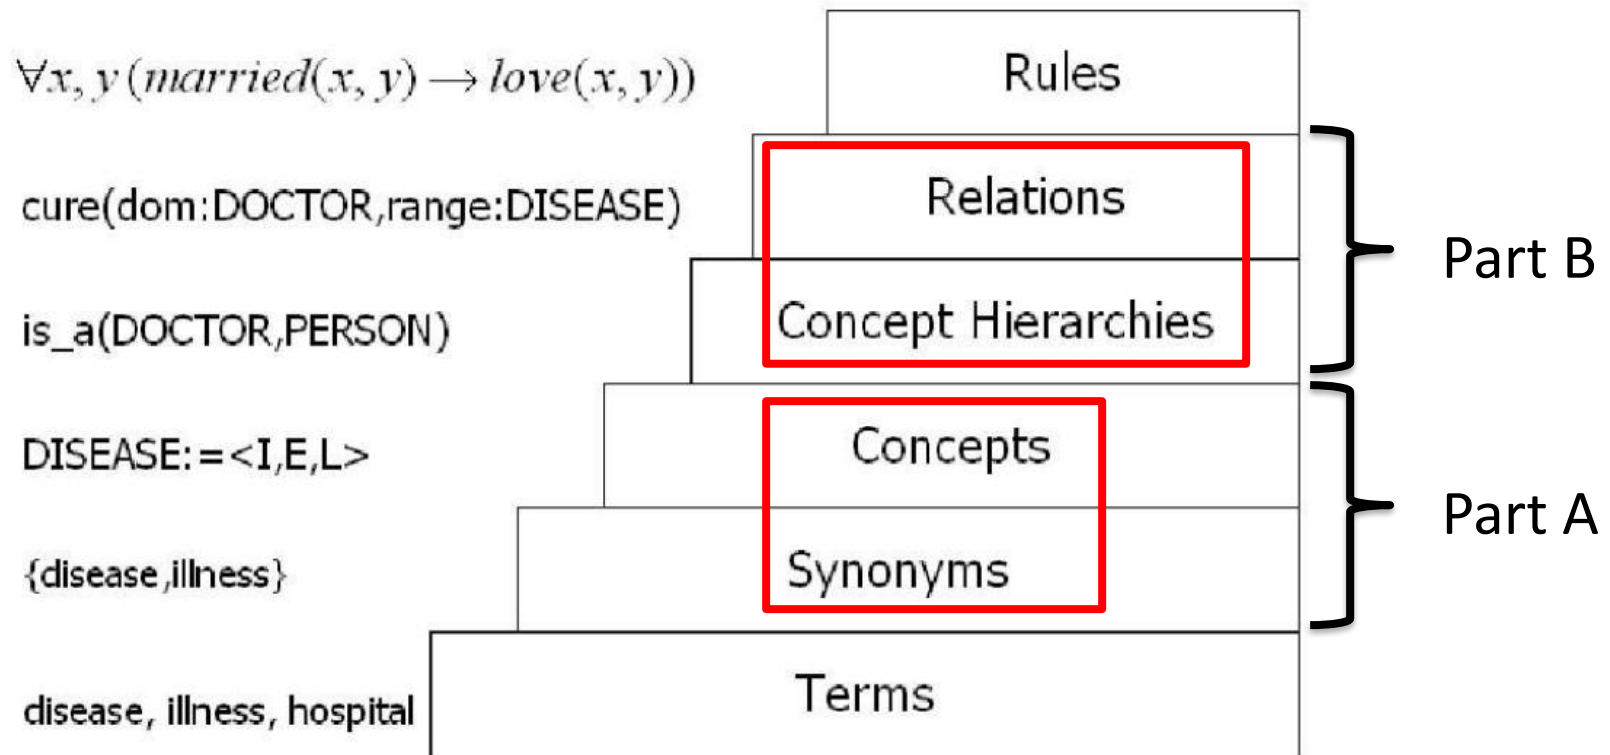 ∀x, y (married(x, y) → love(x, y))
Rules
cure(dom:DOCTOR,range:DISEASE)
Relations
Part B
is_a(DOCTOR,PERSON)
Concept Hierarchies
DISEASE:=<I,E,L>
Concepts
Part A
{disease,illness}
Synonyms
disease, illness, hospital
Terms